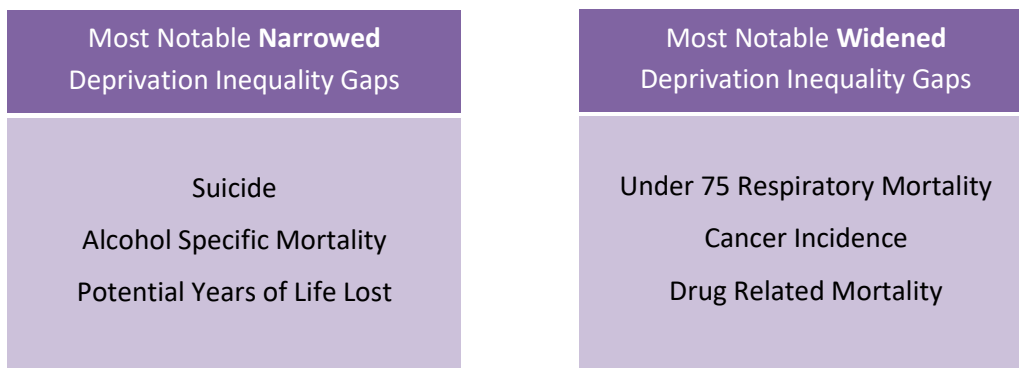 Most Notable Narrowed
Deprivation Inequality Gaps
Suicide
Alcohol Specific Mortality
Potential Years of Life Lost
Most Notable Widened
Deprivation Inequality Gaps
Under 75 Respiratory Mortality
Cancer Incidence
Drug Related Mortality